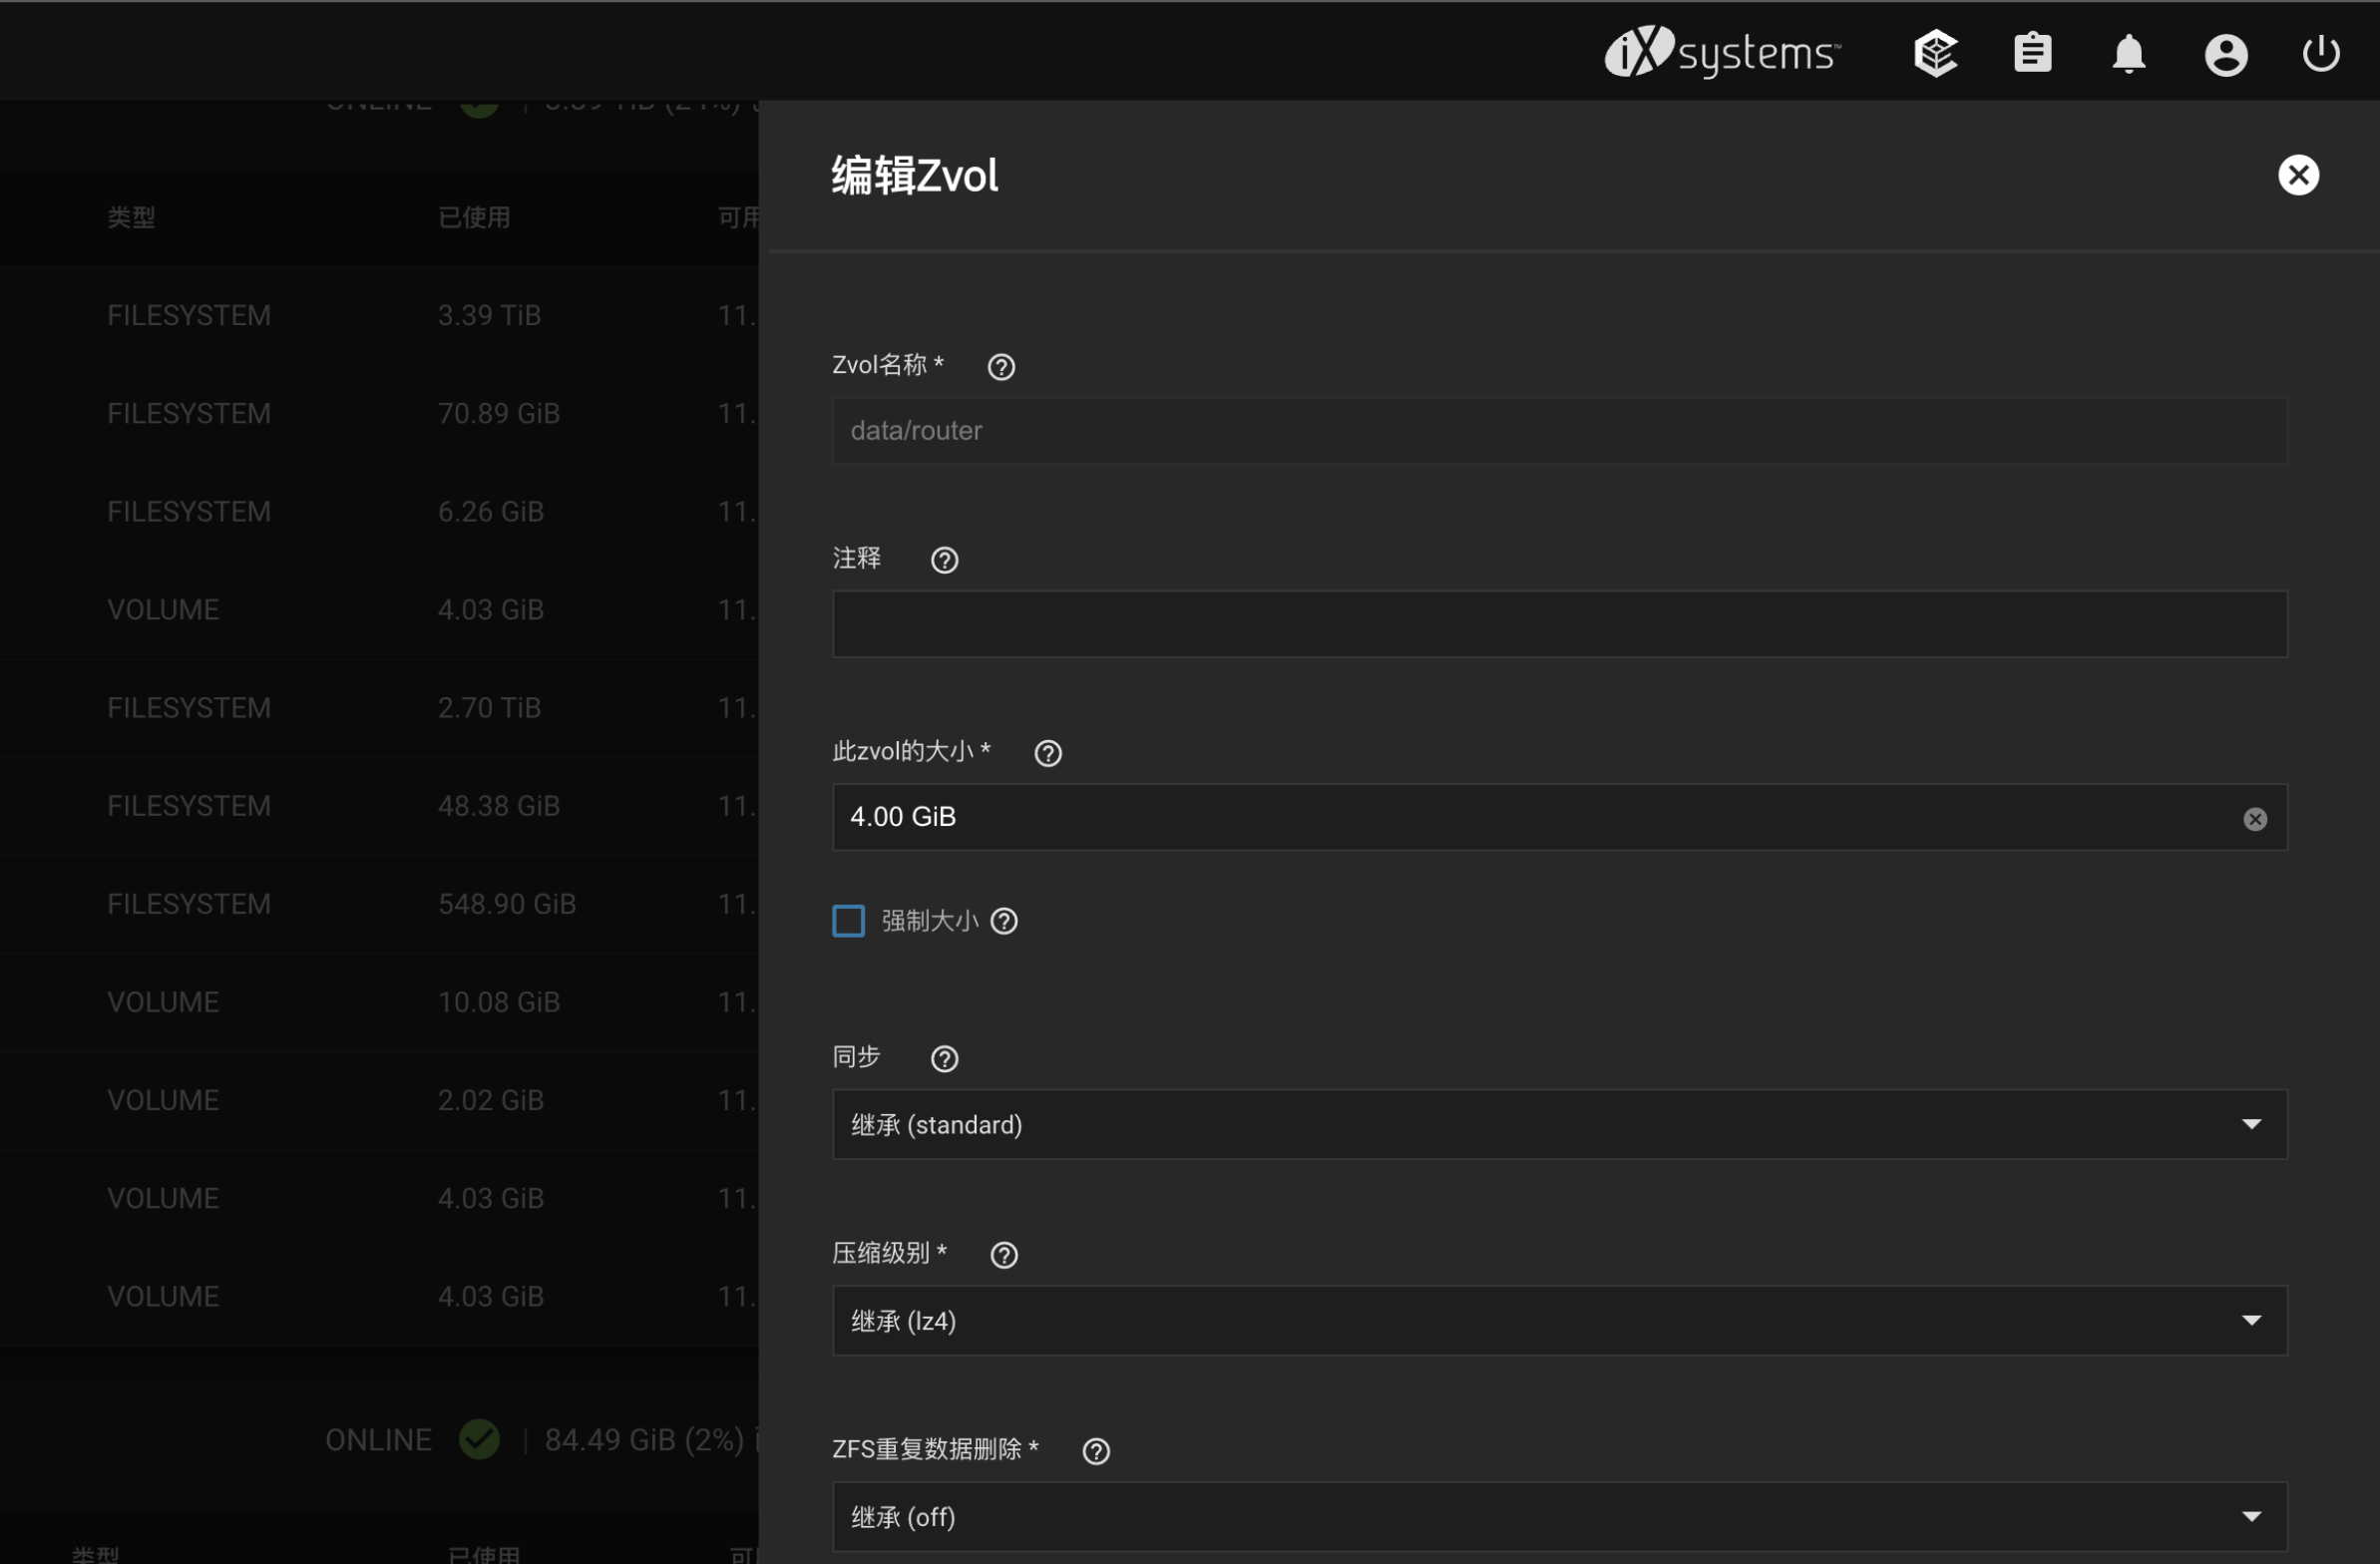 iXsystems™
ONLINE
类型 已使用
FILESYSTEM 3.39 TiB 11.
FILESYSTEM 70.89 GiB 11.
FILESYSTEM 6.26 GiB 11.
VOLUME 4.03 GiB 11.
FILESYSTEM 2.70 TiB 11.
FILESYSTEM 48.38 GiB 11.
FILESYSTEM 548.90 GiB 11.
VOLUME 10.08 GiB 11.
VOLUME 2.02 GiB 11.
VOLUME 4.03 GiB 11.
VOLUME 4.03 GiB 11.
ONLINE | 84.49 GiB (2%)
类型 已使用
编辑Zvol
Zvol名称 *
data/router
注释
此zvol的大小 *
4.00 GiB
强制大小
同步
继承 (standard)
压缩级别 *
继承 (lz4)
ZFS重复数据删除 *
继承 (off)